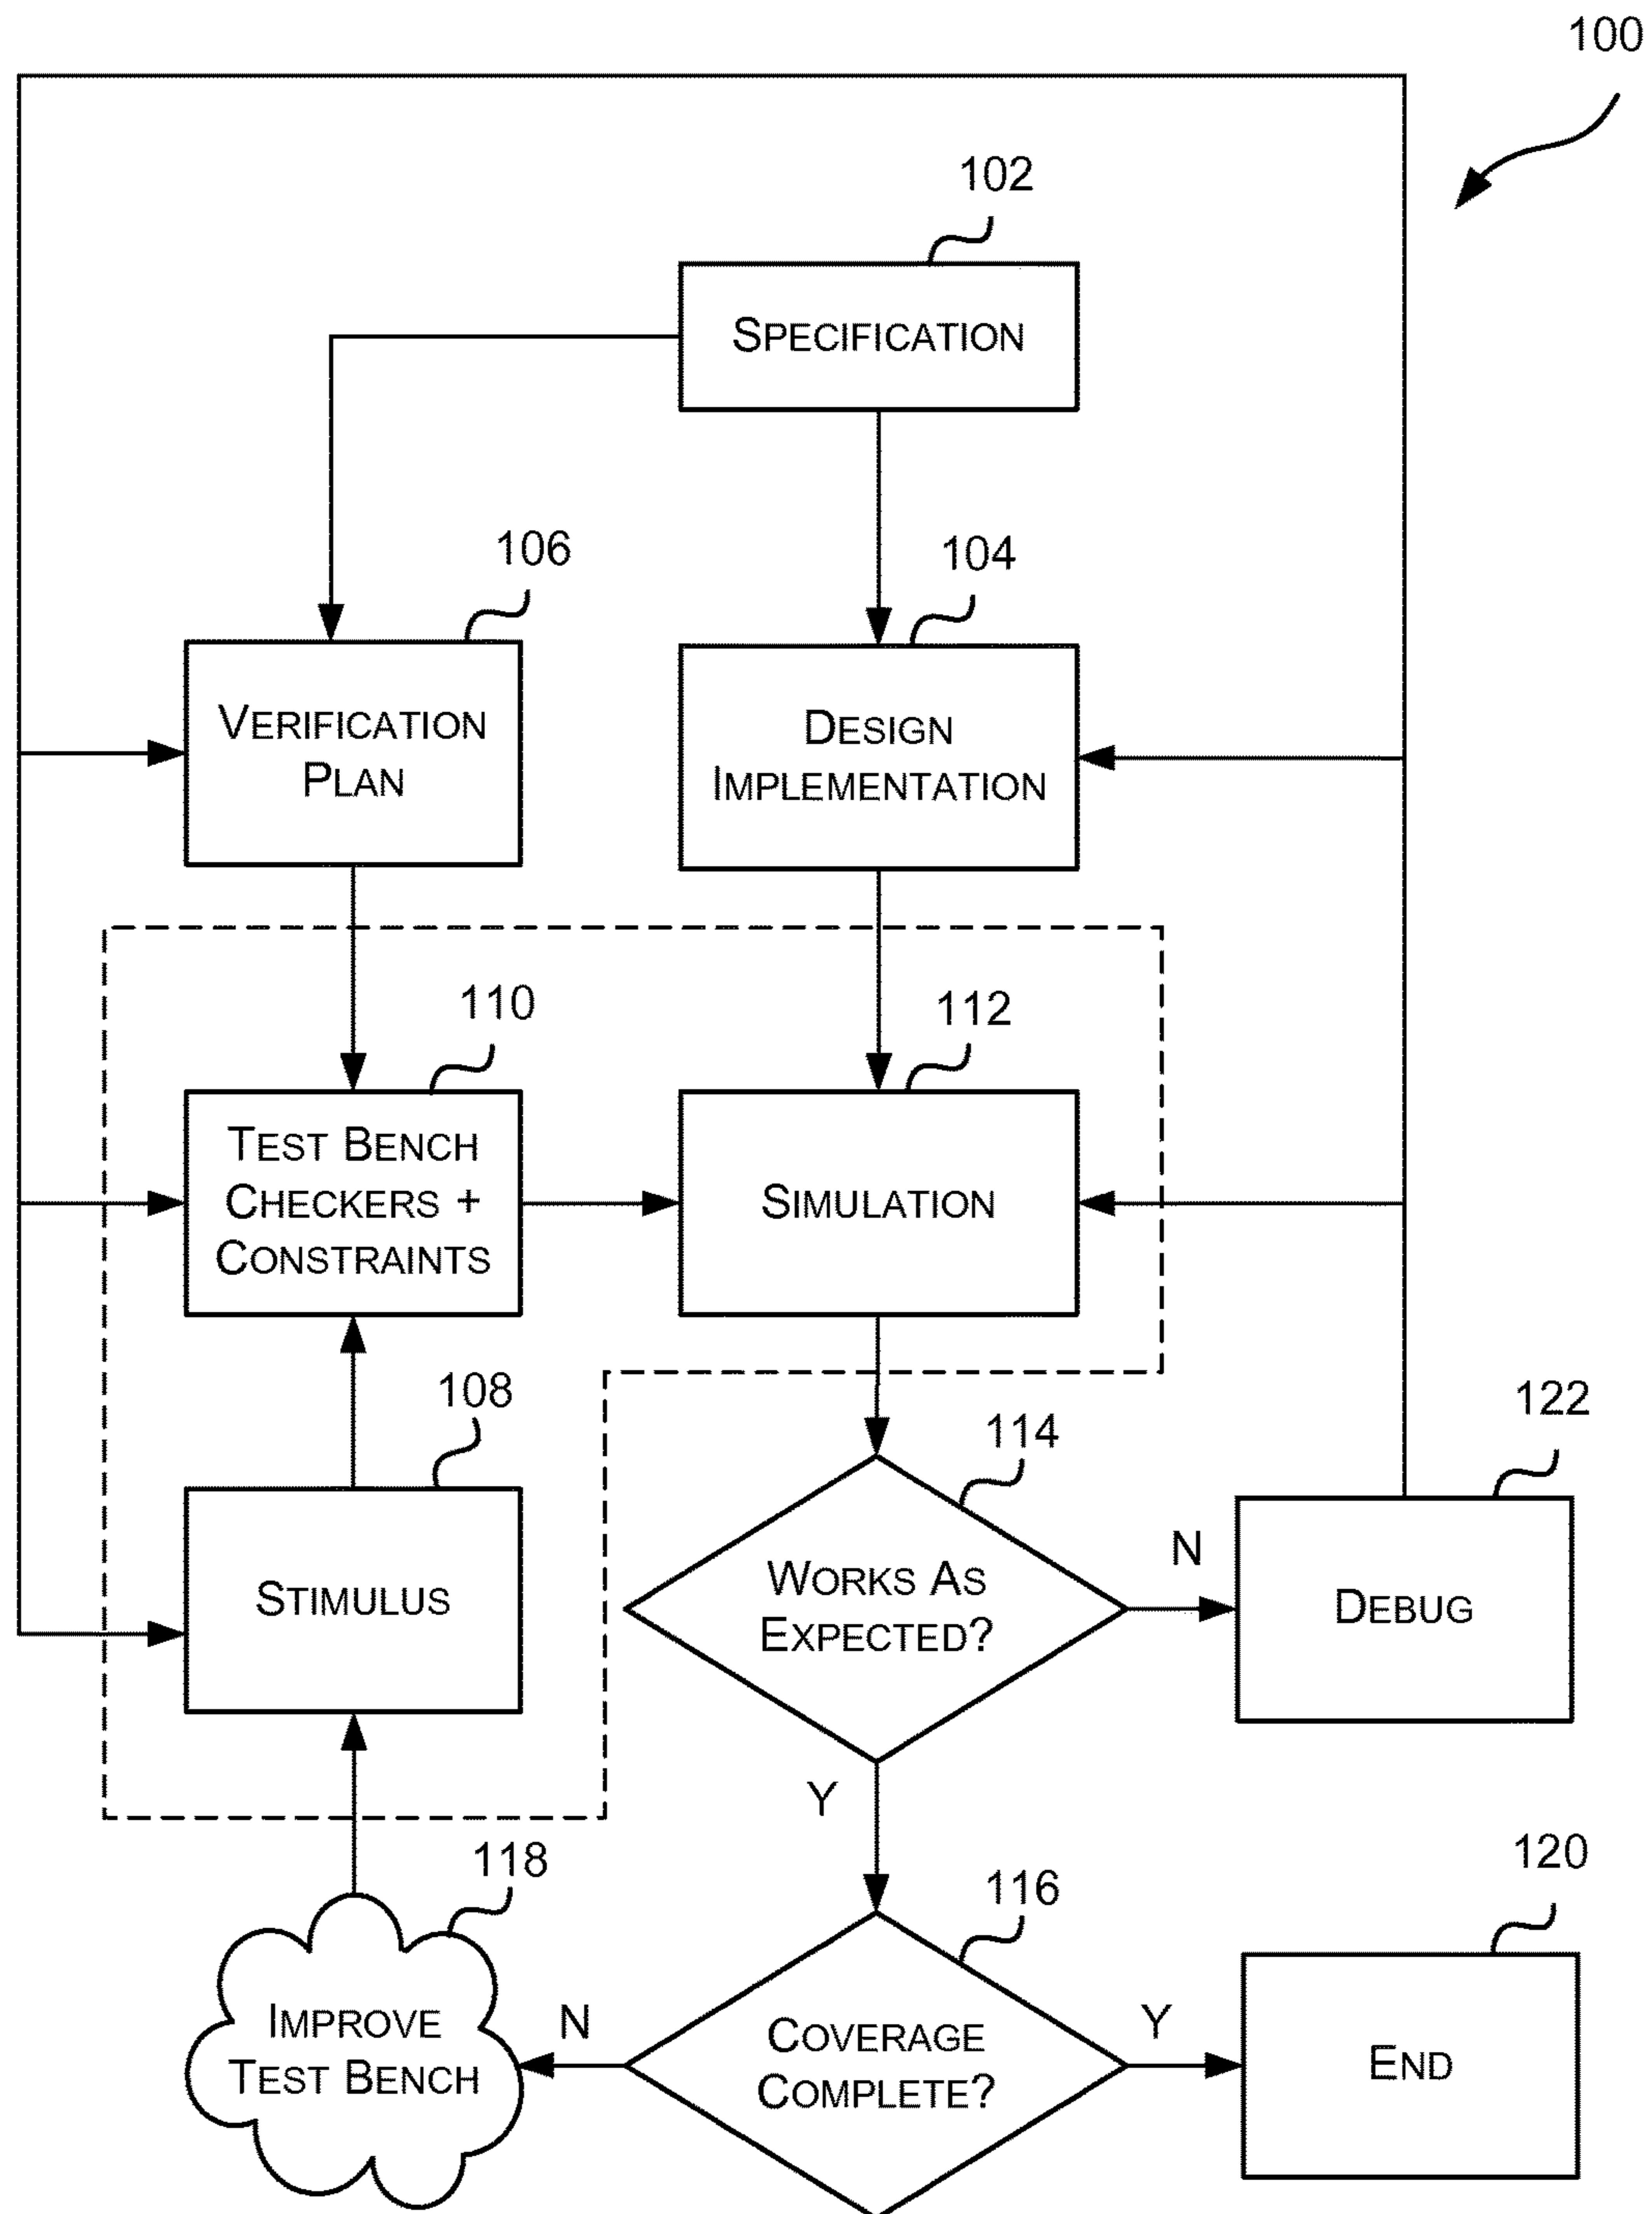 100
102
SPECIFICATION
106
104
VERIFICATION
PLAN
DESIGN
IMPLEMENTATION
110
112
TEST BENCH
CHECKERS +
CONSTRAINTS
SIMULATION
108
114
122
STIMULUS
WORKS AS
EXPECTED?
N
DEBUG
Y
118
116
120
IMPROVE
TEST BENCH
N
COVERAGE
COMPLETE?
Y
END